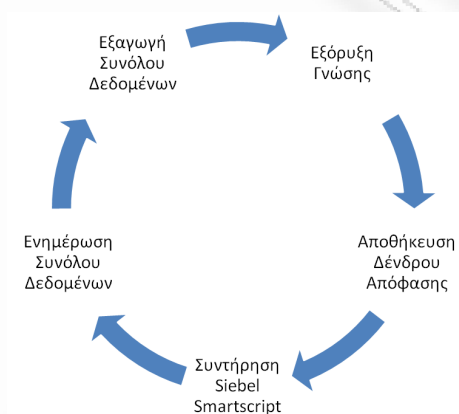 Εξαγωγή
Συνόλου
Δεδομένων
Εξόρυξη
Γνώσης
Αποθήκευση
Δένδρου
Απόφασης
Συντήρηση
Siebel
Smartscript
Ενημέρωση
Συνόλου
Δεδομένων